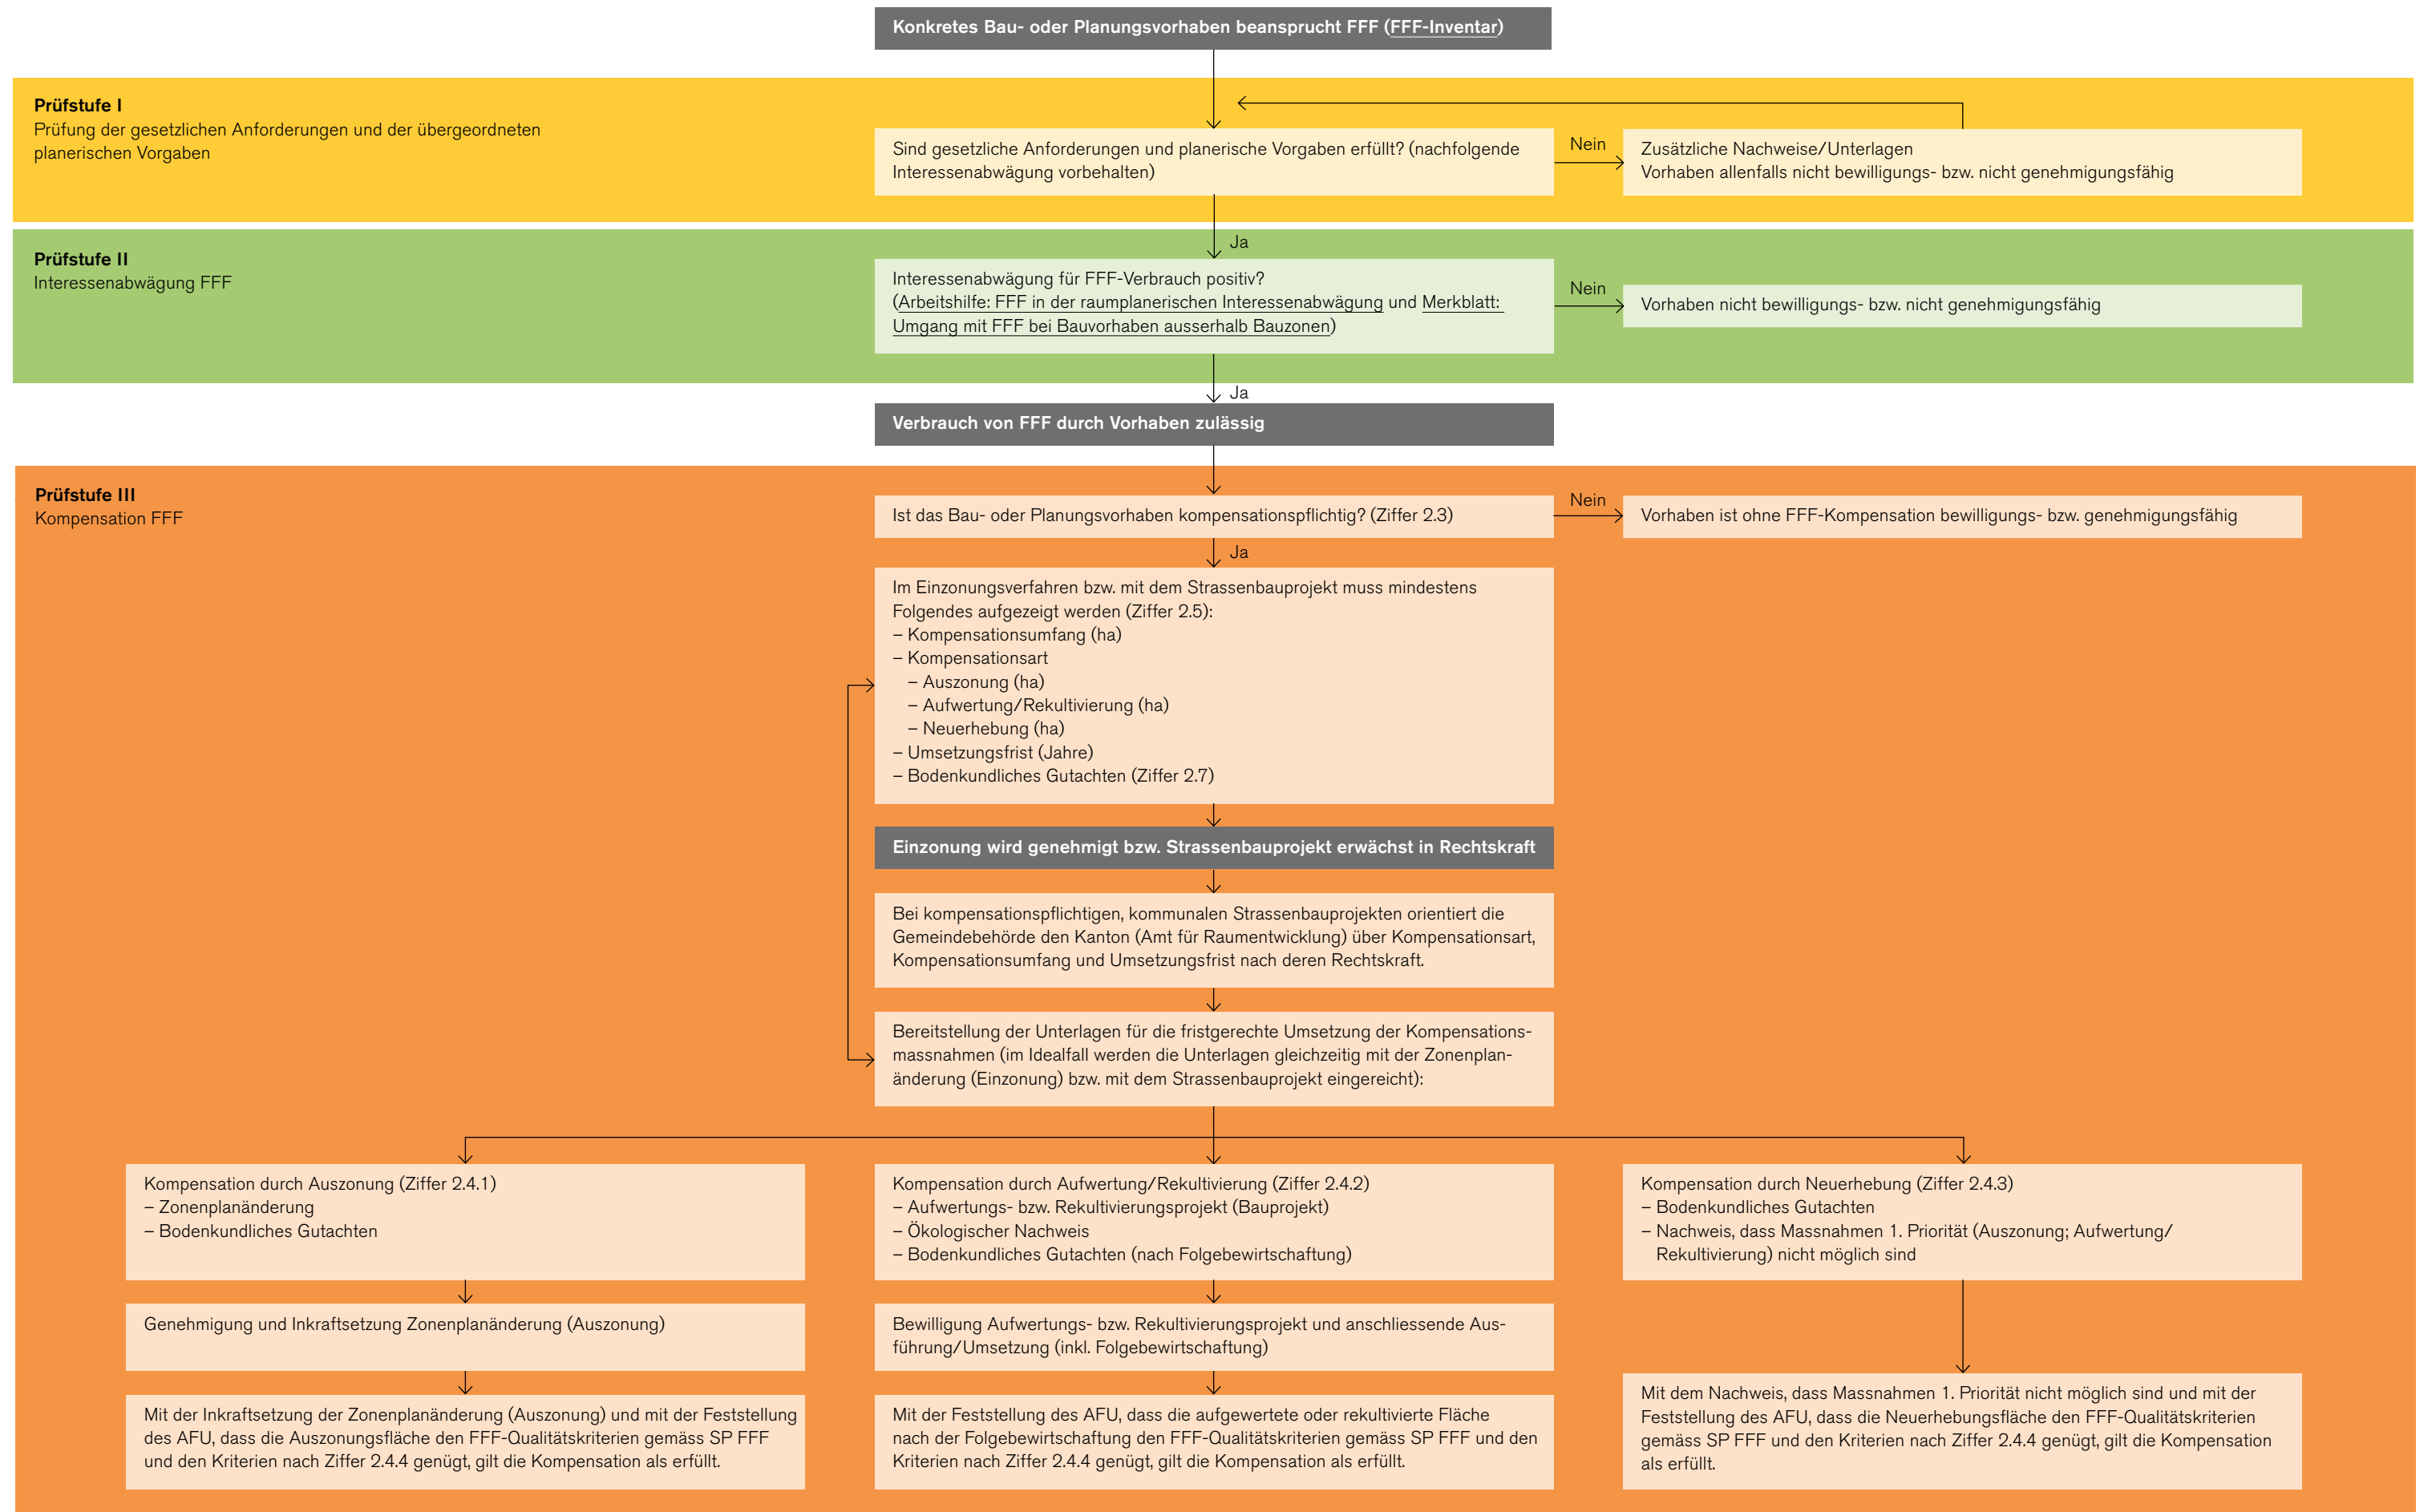 Konkretes Bau- oder Planungsvorhaben beansprucht FFF (FFF-Inventar)
Prüfstufe I
Prüfung der gesetzlichen Anforderungen und der übergeordneten
planerischen Vorgaben
Sind gesetzliche Anforderungen und planerische Vorgaben erfüllt? (nachfolgende
Interessenabwägung vorbehalten)
Nein
Zusätzliche Nachweise/Unterlagen
Vorhaben allenfalls nicht bewilligungs- bzw. nicht genehmigungsfähig
Ja
Prüfstufe II
Interessenabwägung FFF
Interessenabwägung für FFF-Verbrauch positiv?
(Arbeitshilfe: FFF in der raumplanerischen Interessenabwägung und Merkblatt:
Umgang mit FFF bei Bauvorhaben ausserhalb Bauzonen)
Nein
Vorhaben nicht bewilligungs- bzw. nicht genehmigungsfähig
Ja
Verbrauch von FFF durch Vorhaben zulässig
Prüfstufe III
Kompensation FFF
Ist das Bau- oder Planungsvorhaben kompensationspflichtig? (Ziffer 2.3)
Nein
Vorhaben ist ohne FFF-Kompensation bewilligungs- bzw. genehmigungsfähig
Ja
Im Einzonungsverfahren bzw. mit dem Strassenbauprojekt muss mindestens
Folgendes aufgezeigt werden (Ziffer 2.5):
– Kompensationsumfang (ha)
– Kompensationsart
– Auszonung (ha)
– Aufwertung/Rekultivierung (ha)
– Neuerhebung (ha)
– Umsetzungsfrist (Jahre)
– Bodenkundliches Gutachten (Ziffer 2.7)
Einzonung wird genehmigt bzw. Strassenbauprojekt erwächst in Rechtskraft
Bei kompensationspflichtigen, kommunalen Strassenbauprojekten orientiert die
Gemeindebehörde den Kanton (Amt für Raumentwicklung) über Kompensationsart,
Kompensationsumfang und Umsetzungsfrist nach deren Rechtskraft.
Bereitstellung der Unterlagen für die fristgerechte Umsetzung der Kompensations-
massnahmen (im Idealfall werden die Unterlagen gleichzeitig mit der Zonenplan-
änderung (Einzonung) bzw. mit dem Strassenbauprojekt eingereicht):
Kompensation durch Auszonung (Ziffer 2.4.1)
– Zonenplanänderung
– Bodenkundliches Gutachten
Kompensation durch Aufwertung/Rekultivierung (Ziffer 2.4.2)
– Aufwertungs- bzw. Rekultivierungsprojekt (Bauprojekt)
– Ökologischer Nachweis
– Bodenkundliches Gutachten (nach Folgebewirtschaftung)
Kompensation durch Neuerhebung (Ziffer 2.4.3)
– Bodenkundliches Gutachten
– Nachweis, dass Massnahmen 1. Priorität (Auszonung; Aufwertung/
Rekultivierung) nicht möglich sind
Genehmigung und Inkraftsetzung Zonenplanänderung (Auszonung)
Bewilligung Aufwertungs- bzw. Rekultivierungsprojekt und anschliessende Aus-
führung/Umsetzung (inkl. Folgebewirtschaftung)
Mit der Inkraftsetzung der Zonenplanänderung (Auszonung) und mit der Feststellung
des AFU, dass die Auszonungsfläche den FFF-Qualitätskriterien gemäss SP FFF
und den Kriterien nach Ziffer 2.4.4 genügt, gilt die Kompensation als erfüllt.
Mit der Feststellung des AFU, dass die aufgewertete oder rekultivierte Fläche
nach der Folgebewirtschaftung den FFF-Qualitätskriterien gemäss SP FFF und den
Kriterien nach Ziffer 2.4.4 genügt, gilt die Kompensation als erfüllt.
Mit dem Nachweis, dass Massnahmen 1. Priorität nicht möglich sind und mit der
Feststellung des AFU, dass die Neuerhebungsfläche den FFF-Qualitätskriterien
gemäss SP FFF und den Kriterien nach Ziffer 2.4.4 genügt, gilt die Kompensation
als erfüllt.